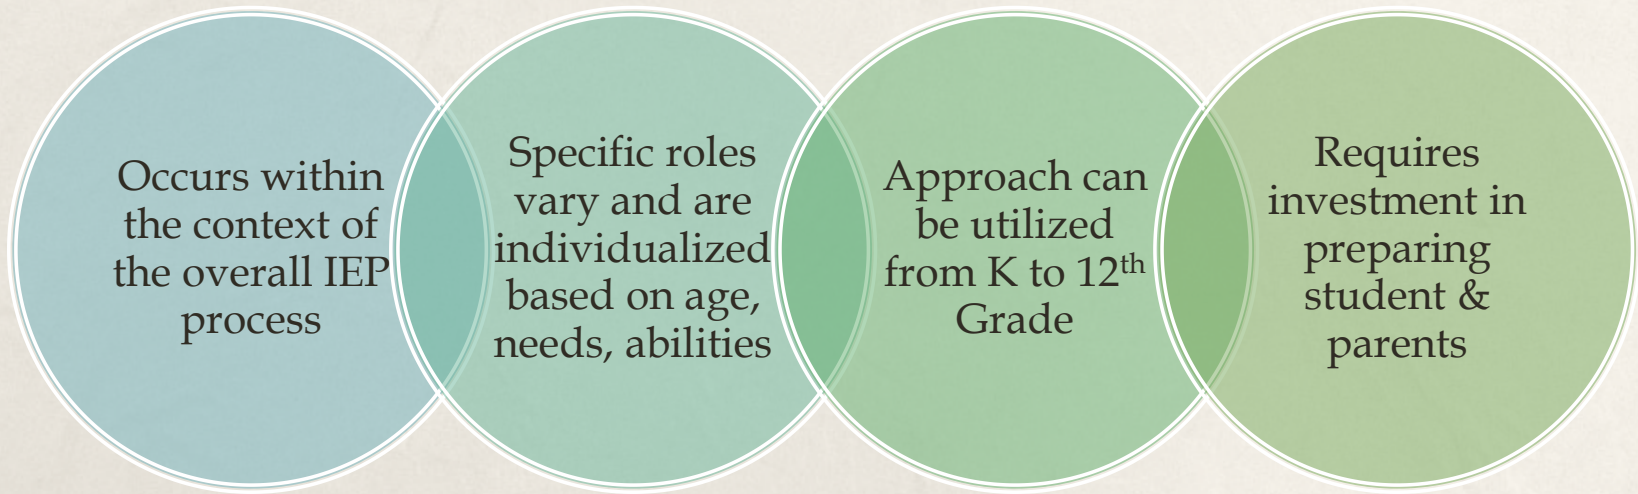 Occurs within
the context of
the overall IEP
process
Specific roles
vary and are
individualized
based on age,
needs, abilities
Approach can
be utilized
from K to 12th
Grade
Requires
investment in
preparing
student &
parents